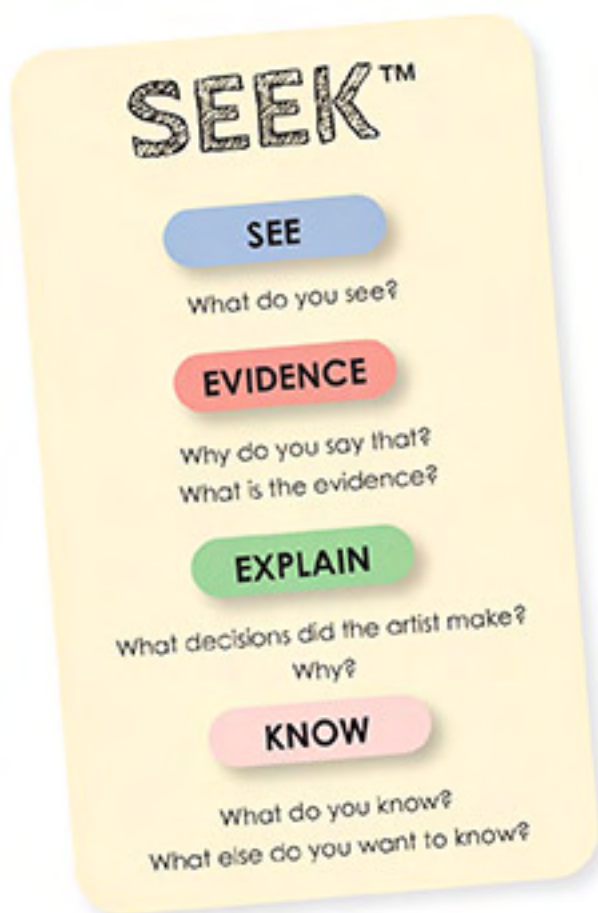 SEEK™
SEE
What do you see?
EVIDENCE
Why do you say that?
What is the evidence?
EXPLAIN
What decisions did the artist make?
Why?
KNOW
What do you know?
What else do you want to know?